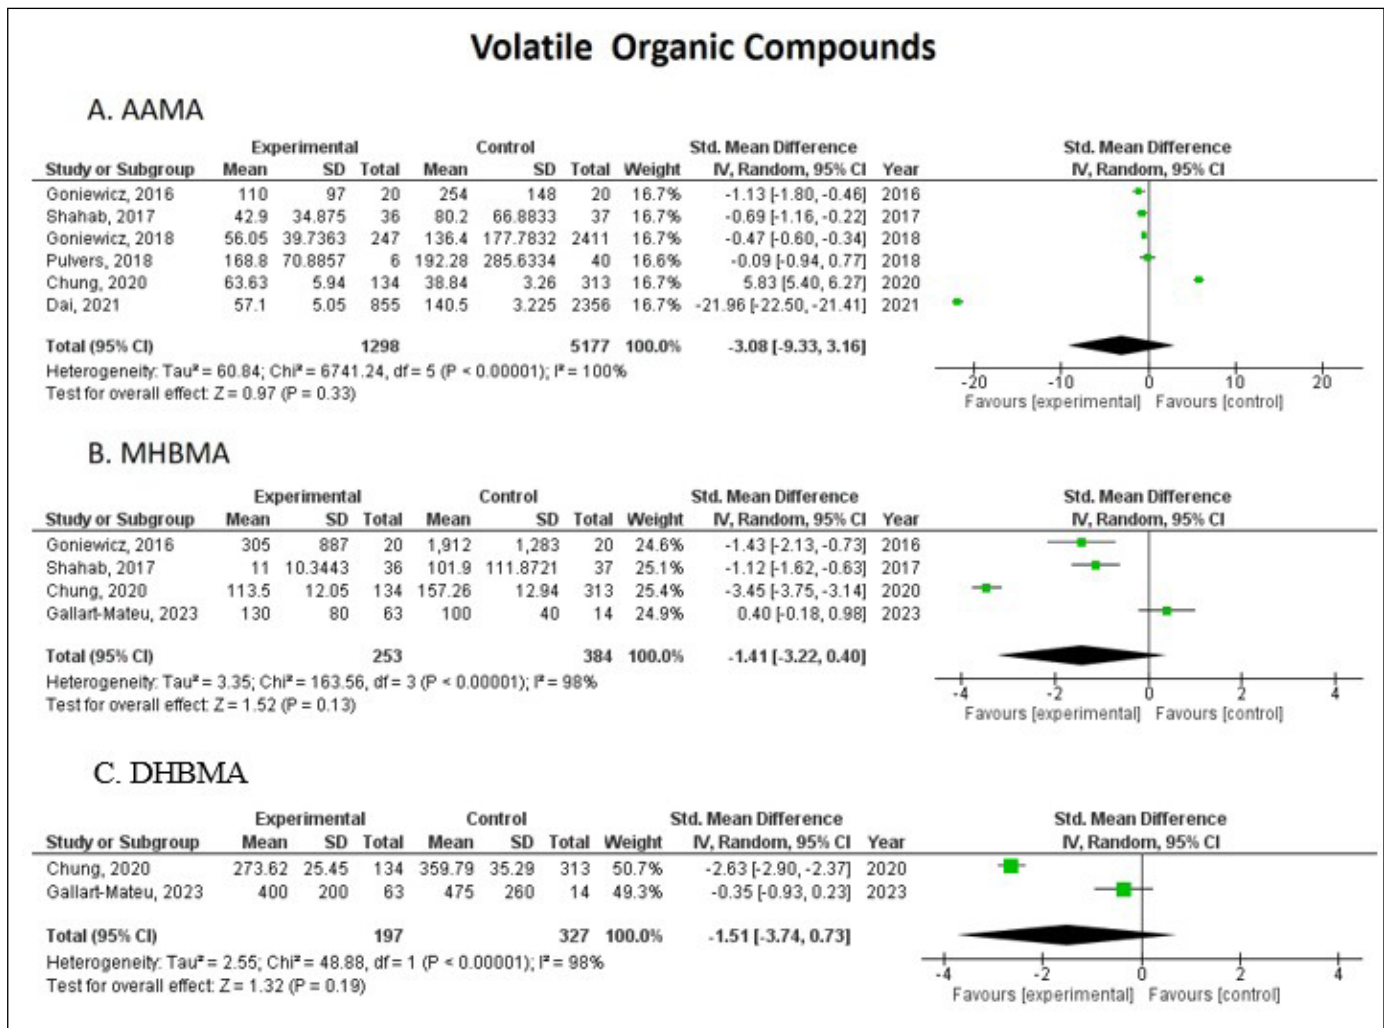 Volatile Organic Compounds
A. AAMA
Experimental Control Std. Mean Difference Std. Mean Difference
Study or Subgroup Mean SD Total Mean SD Total Weight IV, Random, 95% CI Year IV, Random, 95% CI
Goniewicz, 2016 110 97 20 254 148 20 16.7% -1.13 [-1.80, -0.46] 2016
Shahab, 2017 42.9 34.875 36 80.2 66.8833 37 16.7% -0.69 [-1.16, -0.22] 2017
Goniewicz, 2018 56.05 39.7363 247 136.4 177.7832 2411 16.7% -0.47 [-0.60, -0.34] 2018
Pulvers, 2018 168.8 70.8857 6 192.28 285.6334 40 16.6% -0.09 [-0.94, 0.77] 2018
Chung, 2020 63.63 5.94 134 38.84 3.26 313 16.7% 5.83 [5.40, 6.27] 2020
Dai, 2021 57.1 5.05 855 140.5 3.225 2356 16.7% -21.96 [-22.50, -21.41] 2021
Total (95% CI) 1298 5177 100.0% -3.08 [-9.33, 3.16]
Heterogeneity: Tau² = 60.84; Chi² = 6741.24, df = 5 (P < 0.00001); I² = 100%
Test for overall effect: Z = 0.97 (P = 0.33)
-20 -10 0 10 20
Favours [experimental] Favours [control]
B. MHBMA
Experimental Control Std. Mean Difference Std. Mean Difference
Study or Subgroup Mean SD Total Mean SD Total Weight IV, Random, 95% CI Year IV, Random, 95% CI
Goniewicz, 2016 305 887 20 1,912 1,283 20 24.6% -1.43 [-2.13, -0.73] 2016
Shahab, 2017 11 10.3443 36 101.9 111.8721 37 25.1% -1.12 [-1.62, -0.63] 2017
Chung, 2020 113.5 12.05 134 157.26 12.94 313 25.4% -3.45 [-3.75, -3.14] 2020
Gallart-Mateu, 2023 130 80 63 100 40 14 24.9% 0.40 [-0.18, 0.98] 2023
Total (95% CI) 253 384 100.0% -1.41 [-3.22, 0.40]
Heterogeneity: Tau² = 3.35; Chi² = 163.56, df = 3 (P < 0.00001); I² = 98%
Test for overall effect: Z = 1.52 (P = 0.13)
-4 -2 0 2 4
Favours [experimental] Favours [control]
C. DHBMA
Experimental Control Std. Mean Difference Std. Mean Difference
Study or Subgroup Mean SD Total Mean SD Total Weight IV, Random, 95% CI Year IV, Random, 95% CI
Chung, 2020 273.62 25.45 134 359.79 35.29 313 50.7% -2.63 [-2.90, -2.37] 2020
Gallart-Mateu, 2023 400 200 63 475 260 14 49.3% -0.35 [-0.93, 0.23] 2023
Total (95% CI) 197 327 100.0% -1.51 [-3.74, 0.73]
Heterogeneity: Tau² = 2.55; Chi² = 48.88, df = 1 (P < 0.00001); I² = 98%
Test for overall effect: Z = 1.32 (P = 0.19)
-4 -2 0 2 4
Favours [experimental] Favours [control]